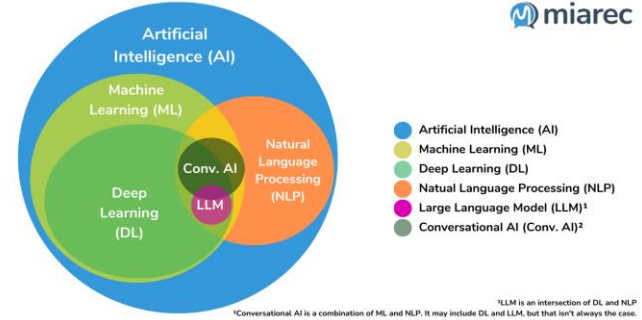 miarec
Artificial
Intelligence (AI)
Machine
Learning (ML)
Natural
Language
Processing
(NLP)
Conv. AI
LLM
Deep
Learning
(DL)
Artificial Intelligence (AI)
Machine Learning (ML)
Deep Learning (DL)
Natual Language Processing (NLP)
Large Language Model (LLM)¹
Conversational AI (Conv. AI)²
¹LLM is an intersection of DL and NLP
²Conversational AI is a combination of ML and NLP. It may include DL and LLM, but that isn't always the case.